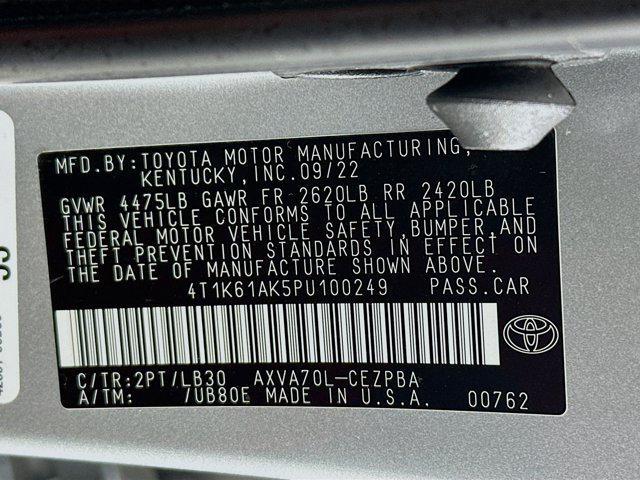 MFD.BY:TOYOTA MOTOR MANUFACTURING,
KENTUCKY,INC.09/22
GVWR 4475LB GAWR FR 2620LB RR 2420LB
THIS VEHICLE CONFORMS TO ALL APPLICABLE
FEDERAL MOTOR VEHICLE SAFETY,BUMPER,AND
THEFT PREVENTION STANDARDS IN EFFECT ON
THE DATE OF MANUFACTURE SHOWN ABOVE.
4T1K61AK5PU100249 PASS.CAR
C/TR:2PT/LB30 AXVA70L-CEZPBA
A/TM: /UB80E MADE IN U.S.A. 00762